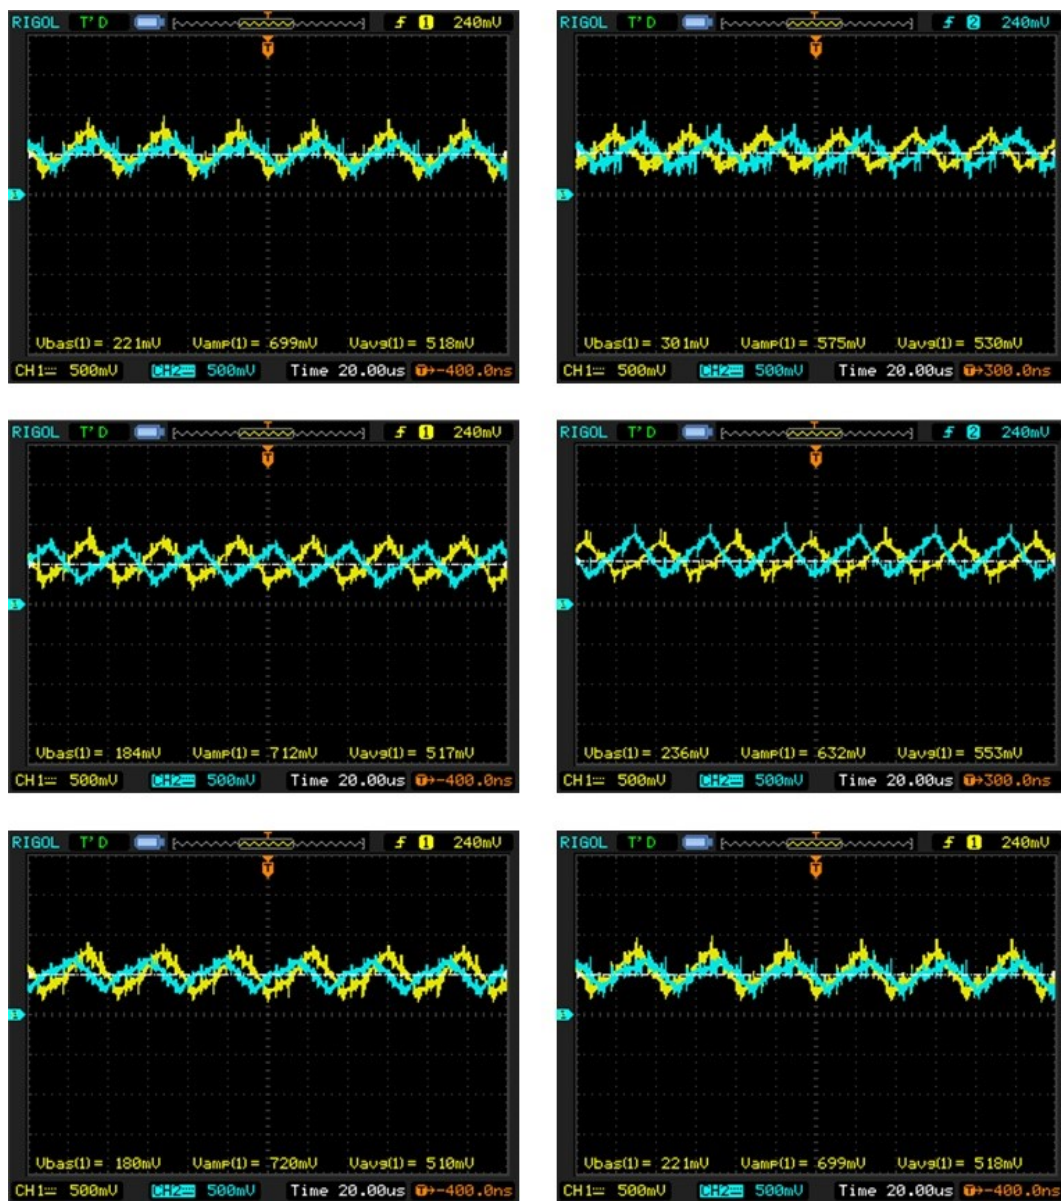 RIGOL T'D T 1 240mV
T
1
Vbas(1)= 221mV Vamp(1)= 699mV Vavg(1)= 518mV
CH1 500mV CH2 500mV Time 20.00us T→-400.0ns
RIGOL T'D T 2 240mV
T
1
Vbas(1)= 301mV Vamp(1)= 575mV Vavg(1)= 530mV
CH1 500mV CH2 500mV Time 20.00us T→300.0ns
RIGOL T'D T 1 240mV
T
1
Vbas(1)= 184mV Vamp(1)= 712mV Vavg(1)= 517mV
CH1 500mV CH2 500mV Time 20.00us T→-400.0ns
RIGOL T'D T 2 240mV
T
1
Vbas(1)= 236mV Vamp(1)= 632mV Vavg(1)= 553mV
CH1 500mV CH2 500mV Time 20.00us T→300.0ns
RIGOL T'D T 1 240mV
T
1
Vbas(1)= 180mV Vamp(1)= 720mV Vavg(1)= 510mV
CH1 500mV CH2 500mV Time 20.00us T→-400.0ns
RIGOL T'D T 1 240mV
T
1
Vbas(1)= 221mV Vamp(1)= 699mV Vavg(1)= 518mV
CH1 500mV CH2 500mV Time 20.00us T→-400.0ns